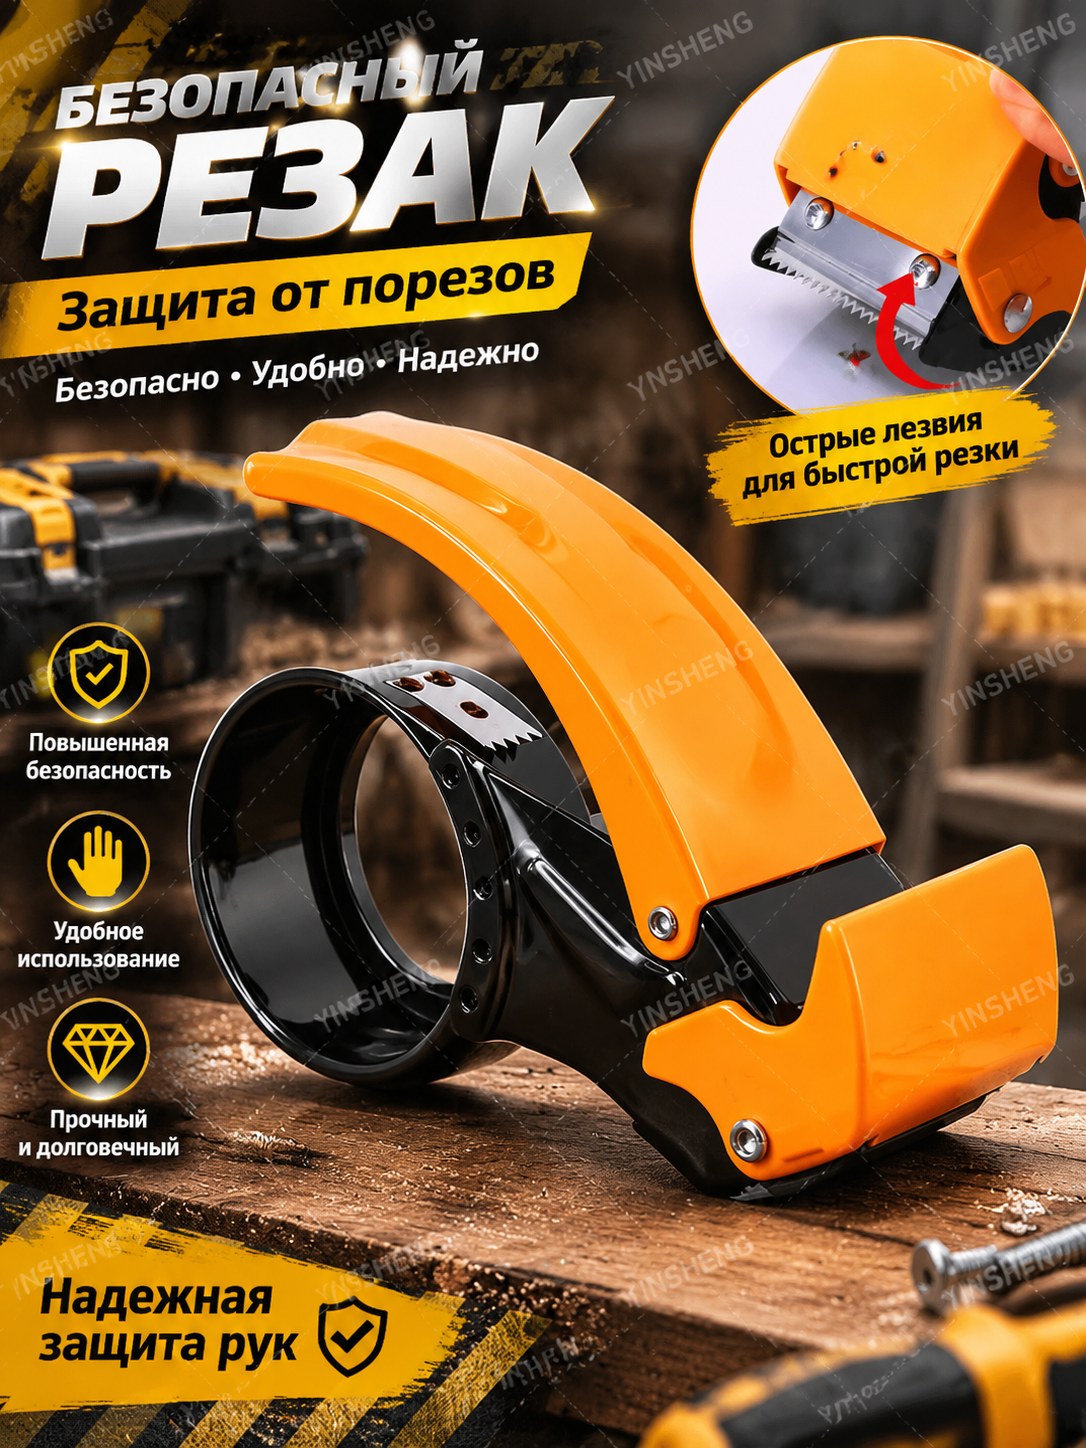 БЕЗОПАСНЫЙ
РЕЗАК
Защита от порезов
Безопасно • Удобно • Надежно
Острые лезвия
для быстрой резки
Повышенная
безопасность
Удобное
использование
Прочный
и долговечный
Надежная
защита рук
YINSHENG